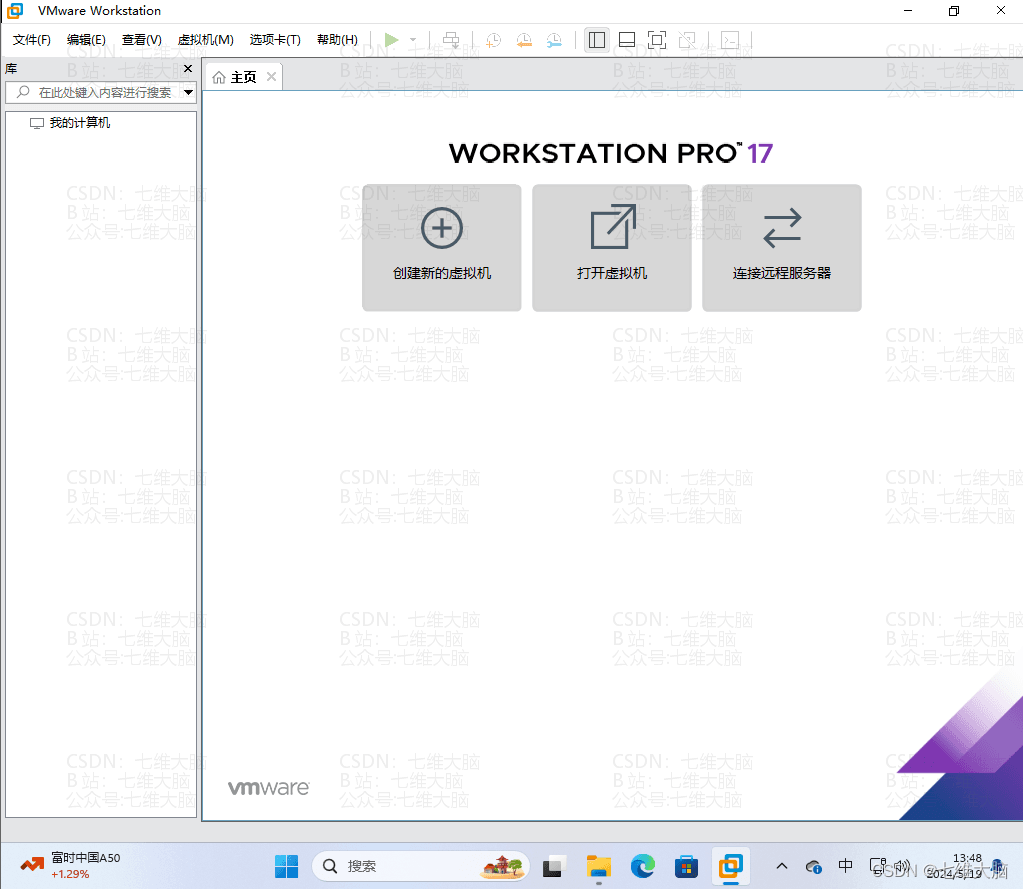 VMware Workstation
文件(F) 编辑(E) 查看(V) 虚拟机(M) 选项卡(T) 帮助(H)
库
主页
在此处键入内容进行搜索
我的计算机
WORKSTATION PRO™ 17
创建新的虚拟机 打开虚拟机 连接远程服务器
CSDN：七维大脑
B站：七维大脑
公众号:七维大脑
vmware
富时中国A50
+1.29%
搜索
中
13:48
2024/5/19
CSDN @七维大脑